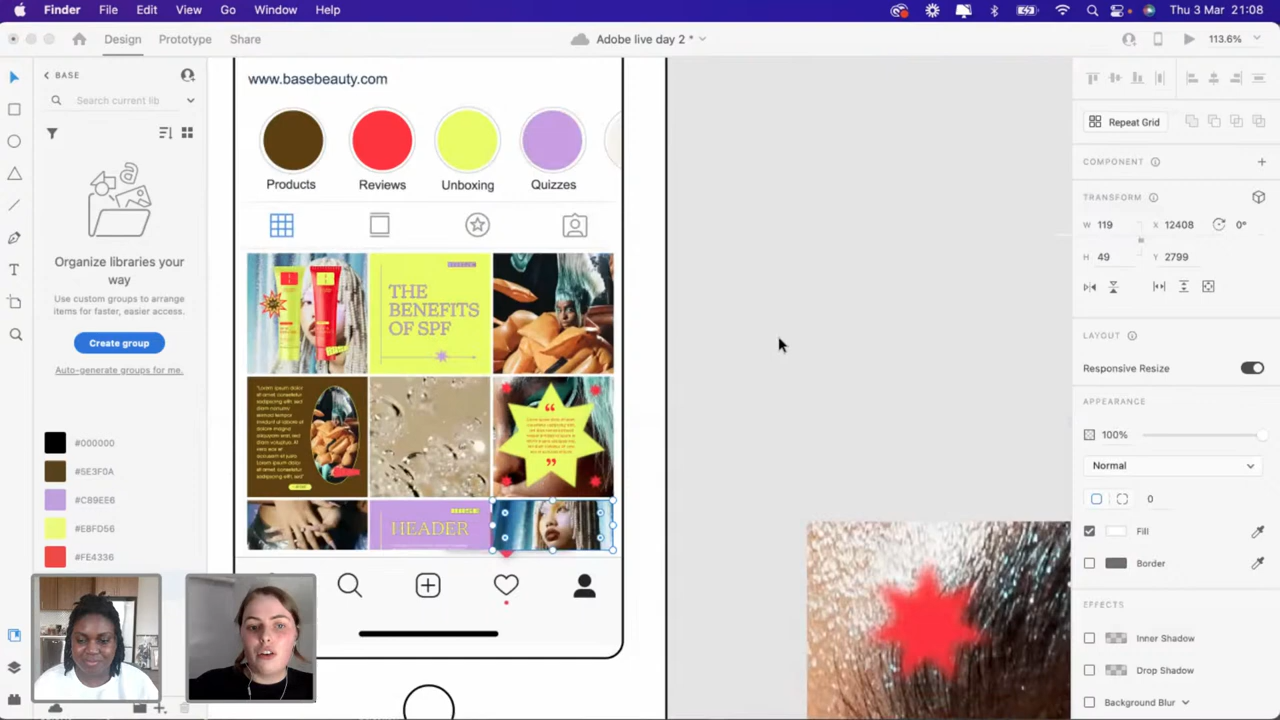 Finder File Edit View Go Window Help Thu 3 Mar 21:08
Design Prototype Share Adobe live day 2 * 113.6%
BASE
Search current lib
Organize libraries your
way
Use custom groups to arrange
items for faster, easier access.
Create group
Auto-generate groups for me.
#000000
#5E3F0A
#C89EE6
#E8FD56
#FE4336
www.basebeauty.com
Products Reviews Unboxing Quizzes
THE
BENEFITS
OF SPF
BASE
HEADER
Repeat Grid
COMPONENT
TRANSFORM
W 119 X 12408 0°
H 49 Y 2799
LAYOUT
Responsive Resize
APPEARANCE
100%
Normal
0
Fill
Border
EFFECTS
Inner Shadow
Drop Shadow
Background Blur